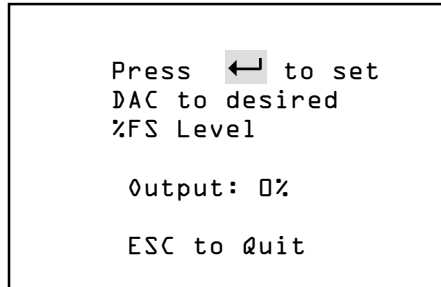 Press ↵ to set
DAC to desired
%FS Level
Output: 0%
ESC to Quit